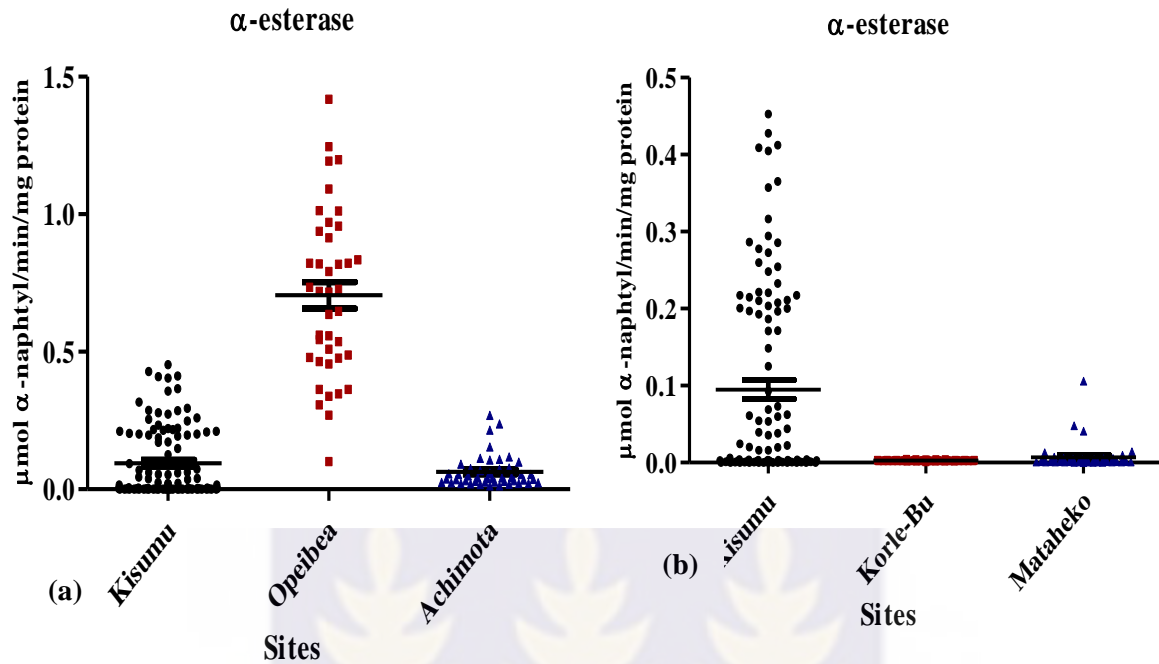 α-esterase
μmol α -naphtyl/min/mg protein
1.5
1.0
0.5
0.0
Kisumu
Opeibea
Achimota
(a)
Sites
α-esterase
μmol α -naphtyl/min/mg protein
0.5
0.4
0.3
0.2
0.1
0.0
isumu
Korle-Bu
Mataheko
(b)
Sites